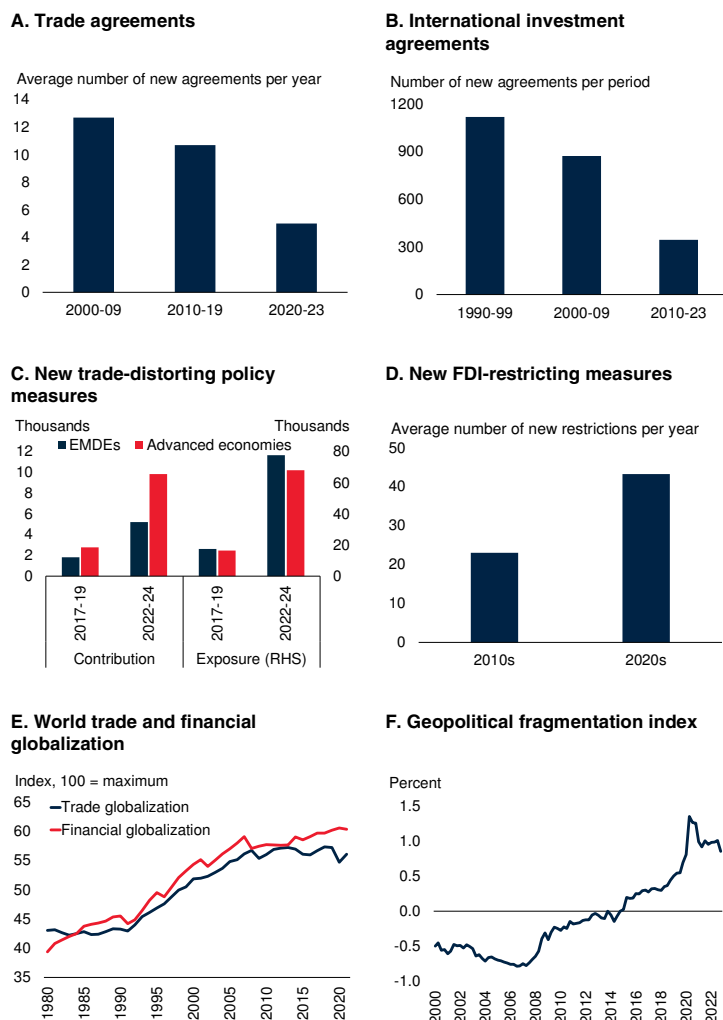 A. Trade agreements
Average number of new agreements per year
14
12
10
8
6
4
2
0
2000-09 2010-19 2020-23
B. International investment
agreements
Number of new agreements per period
1200
900
600
300
0
1990-99 2000-09 2010-23
C. New trade-distorting policy
measures
Thousands Thousands
EMDEs Advanced economies
12 80
10
8 60
6 40
4
2 20
0 0
2017-19 2022-24 2017-19 2022-24
Contribution Exposure (RHS)
D. New FDI-restricting measures
Average number of new restrictions per year
50
40
30
20
10
0
2010s 2020s
E. World trade and financial
globalization
Index, 100 = maximum
65
60
55
50
45
40
35
Trade globalization
Financial globalization
1980 1985 1990 1995 2000 2005 2010 2015 2020
F. Geopolitical fragmentation index
Percent
1.5
1.0
0.5
0.0
-0.5
-1.0
2000 2002 2004 2006 2008 2010 2012 2014 2016 2018 2020 2022